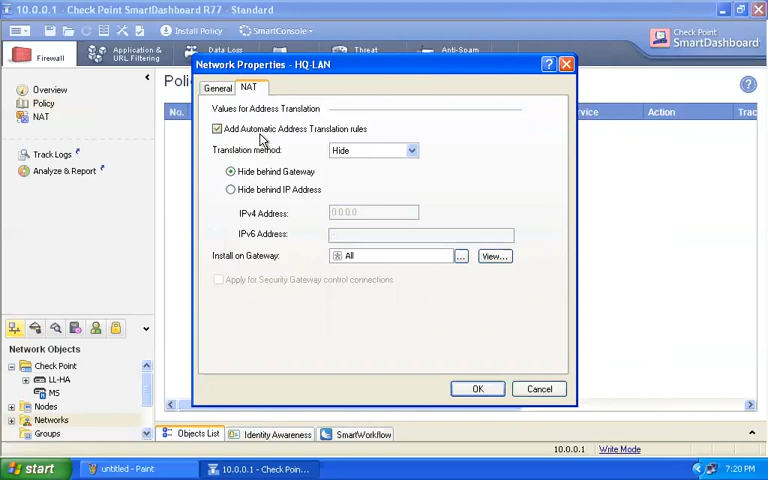 10.0.0.1 - Check Point SmartDashboard R77 - Standard
Install Policy
SmartConsole
Check Point
SmartDashboard
Firewall
Application &
URL Filtering
Data Loss
Threat
Anti-Spam
Overview
Policy
NAT
Track Logs
Analyze & Report
No.
Action
Network Properties - HQ-LAN
General
NAT
Values for Address Translation
Add Automatic Address Translation rules
Translation method:
Hide
Hide behind Gateway
Hide behind IP Address
IPv4 Address:
0.0.0.0
IPv6 Address:
Install on Gateway:
All
...
View...
Apply for Security Gateway control connections
OK
Cancel
Network Objects
Check Point
LL-HA
MS
Nodes
Networks
Groups
Objects List
Identity Awareness
SmartWorkflow
10.0.0.1
Write Mode
start
untitled - Paint
10.0.0.1 - Check Poin...
7:20 PM